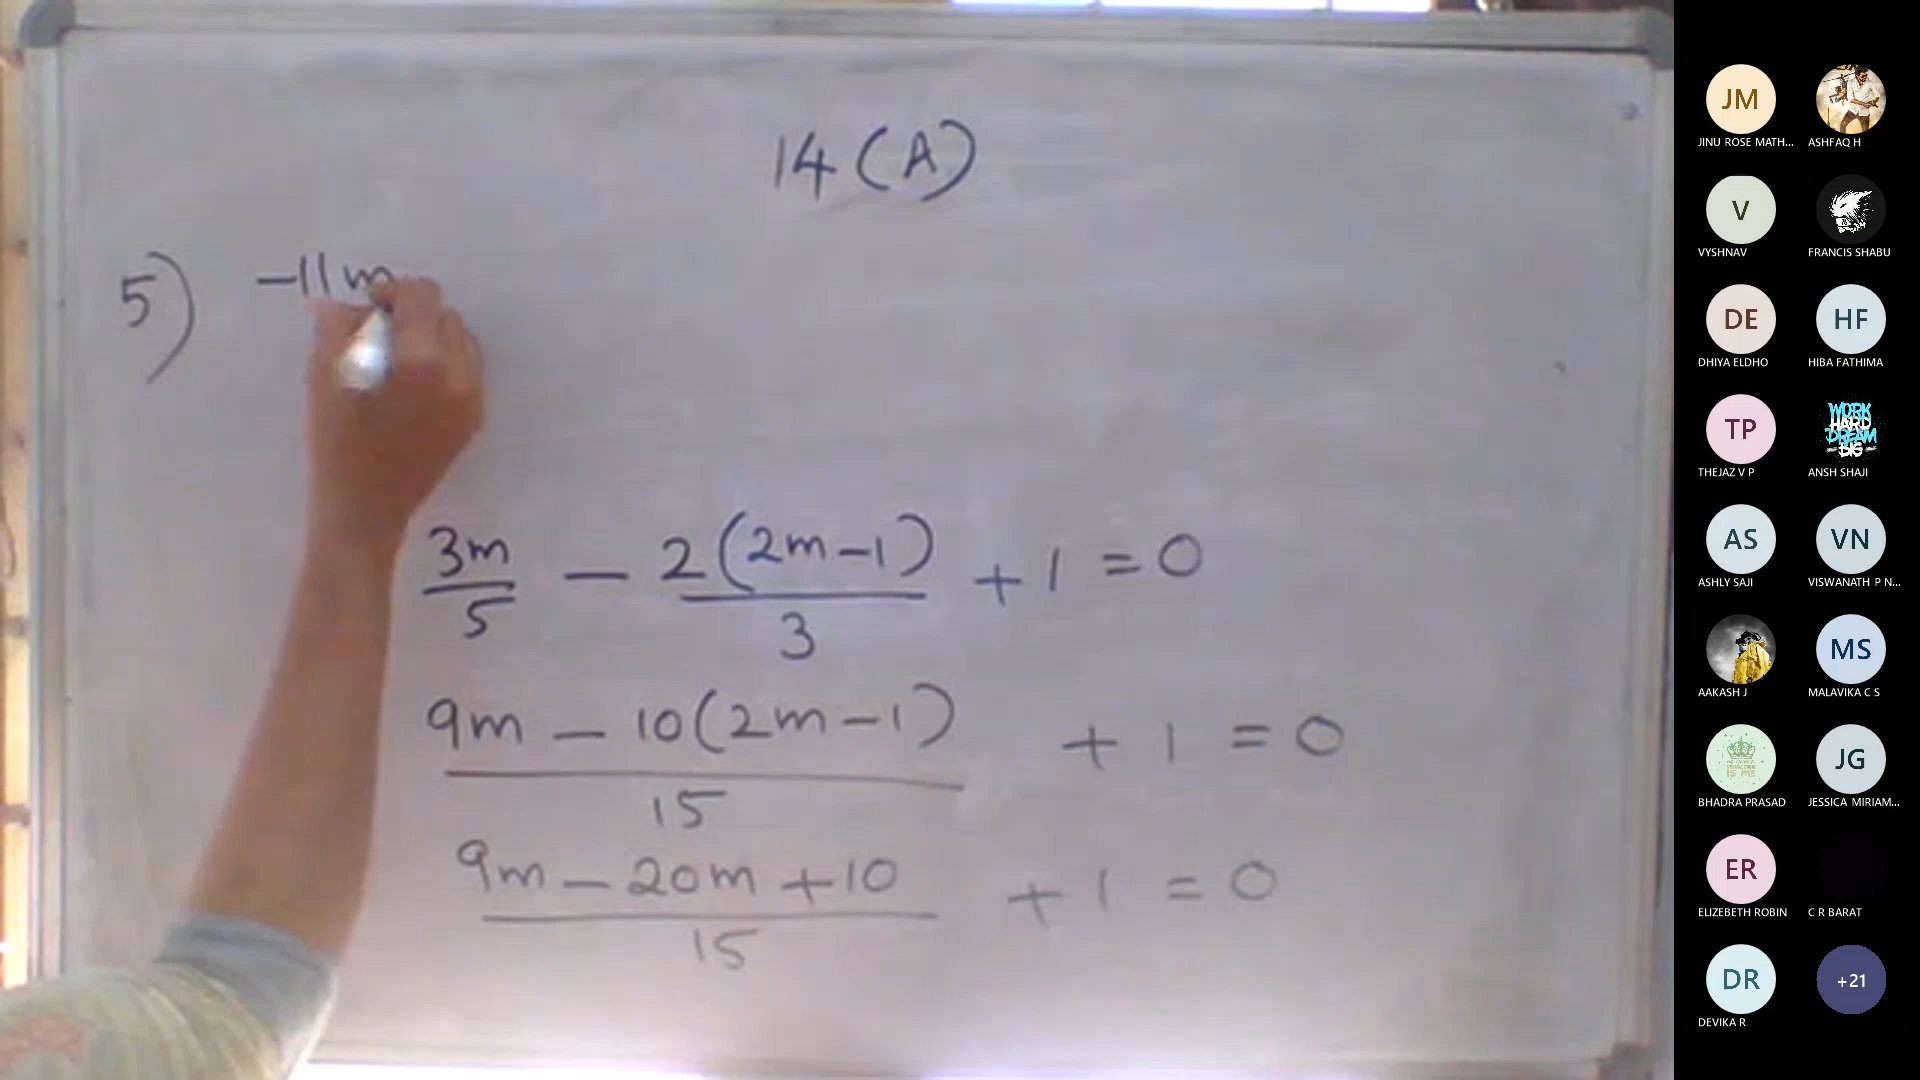 14 (A)
5) -11m
3m/5 - 2(2m-1)/3 + 1 = 0
9m - 10(2m-1)/15 + 1 = 0
9m - 20m + 10/15 + 1 = 0
JM
JINU ROSE MATH...
ASHFAQ H
V
VYSHNAV
FRANCIS SHABU
DE
DHIYA ELDHO
HF
HIBA FATHIMA
TP
THEJAZ V P
WORK
HARD
DREAM
BIG
ANSH SHAJI
AS
ASHLY SAJI
VN
VISWANATH P N...
AAKASH J
MS
MALAVIKA C S
BHADRA PRASAD
JG
JESSICA MIRIAM...
ER
ELIZEBETH ROBIN
C R BARAT
DR
DEVIKA R
+21